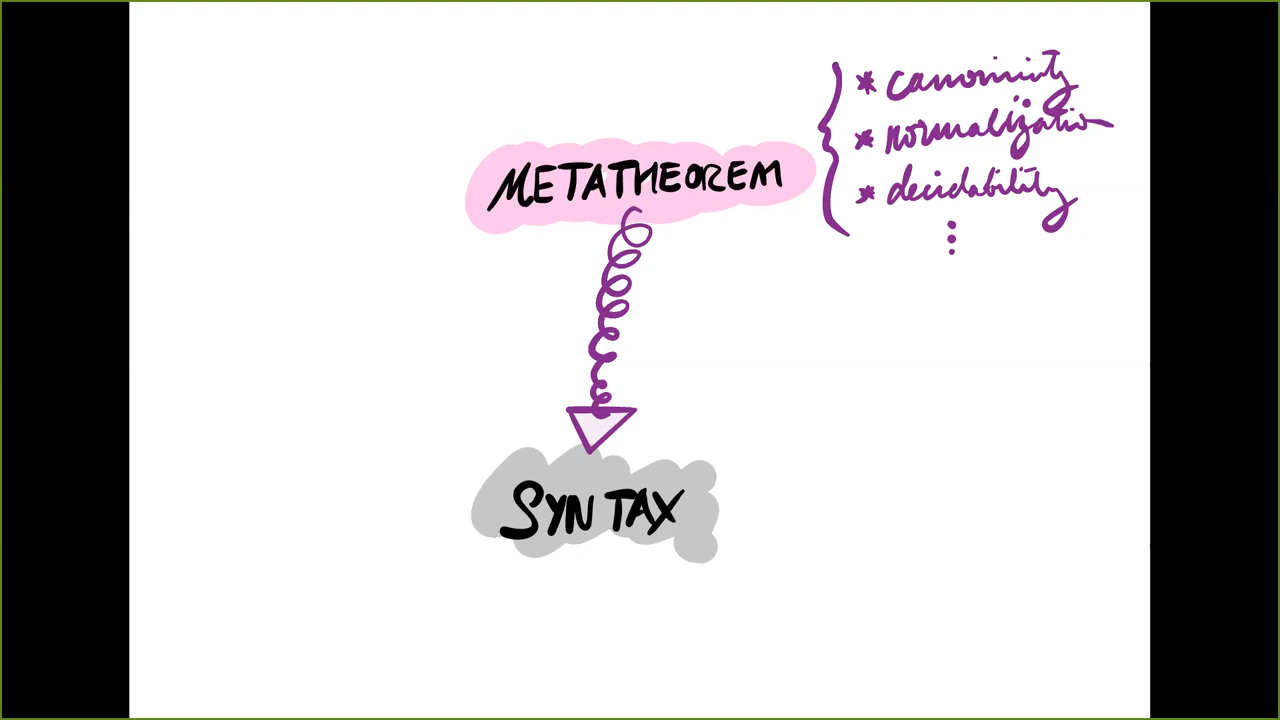 * canonicity
* normalization
* decidability
⋮
METATHEOREM
SYNTAX